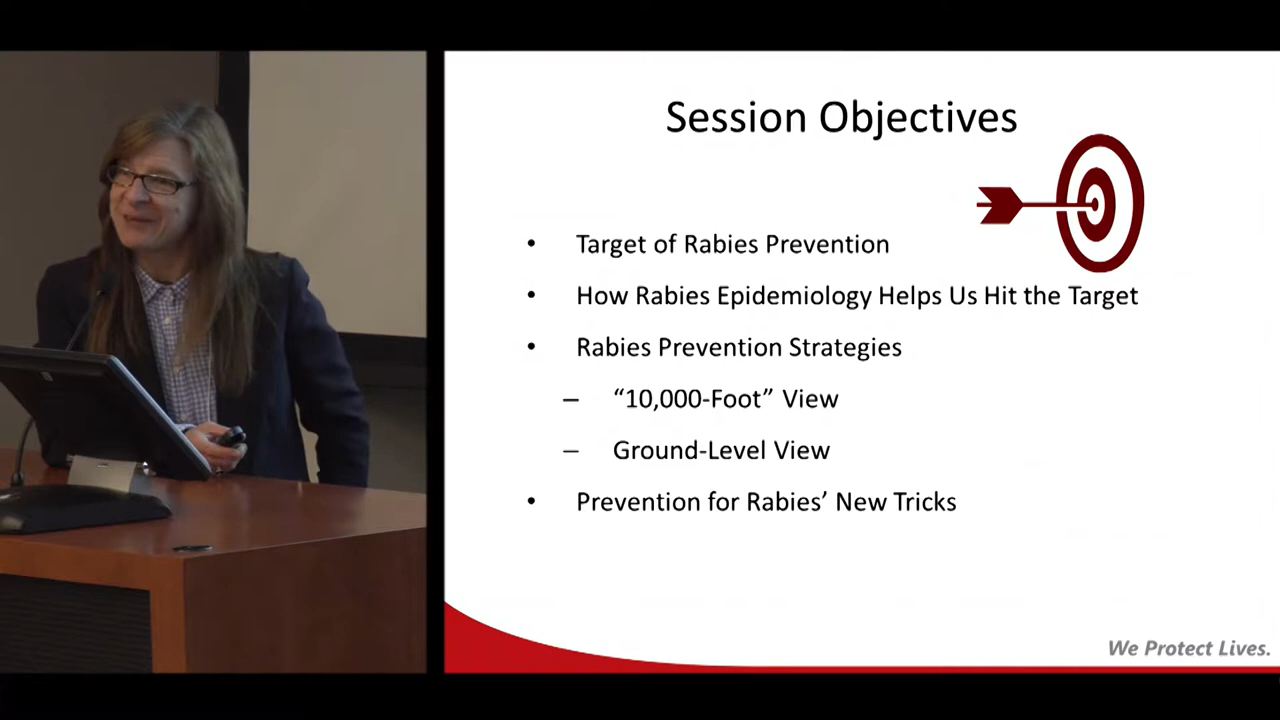 Session Objectives
• Target of Rabies Prevention
• How Rabies Epidemiology Helps Us Hit the Target
• Rabies Prevention Strategies
– “10,000-Foot” View
– Ground-Level View
• Prevention for Rabies’ New Tricks
We Protect Lives.